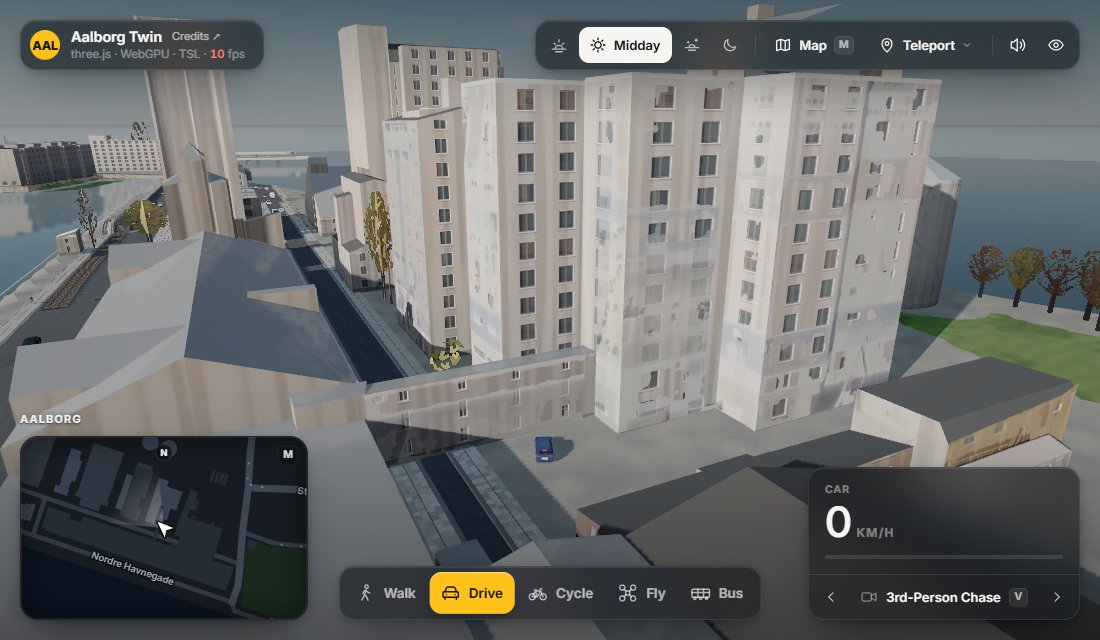 AAL
Aalborg Twin Credits ↗
three.js · WebGPU · TSL · 10 fps
Midday
Map M
Teleport
AALBORG
N
M
St
Nordre Havnegade
CAR
0 KM/H
3rd-Person Chase V
Walk
Drive
Cycle
Fly
Bus